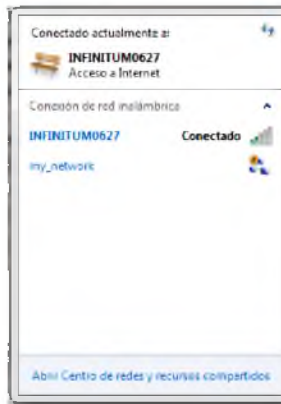 Conectado actualmente a:
INFINITUM0627
Acceso a Internet
Conexión de red inalámbrica
INFINITUM0627 Conectado
my_network
Abrir Centro de redes y recursos compartidos